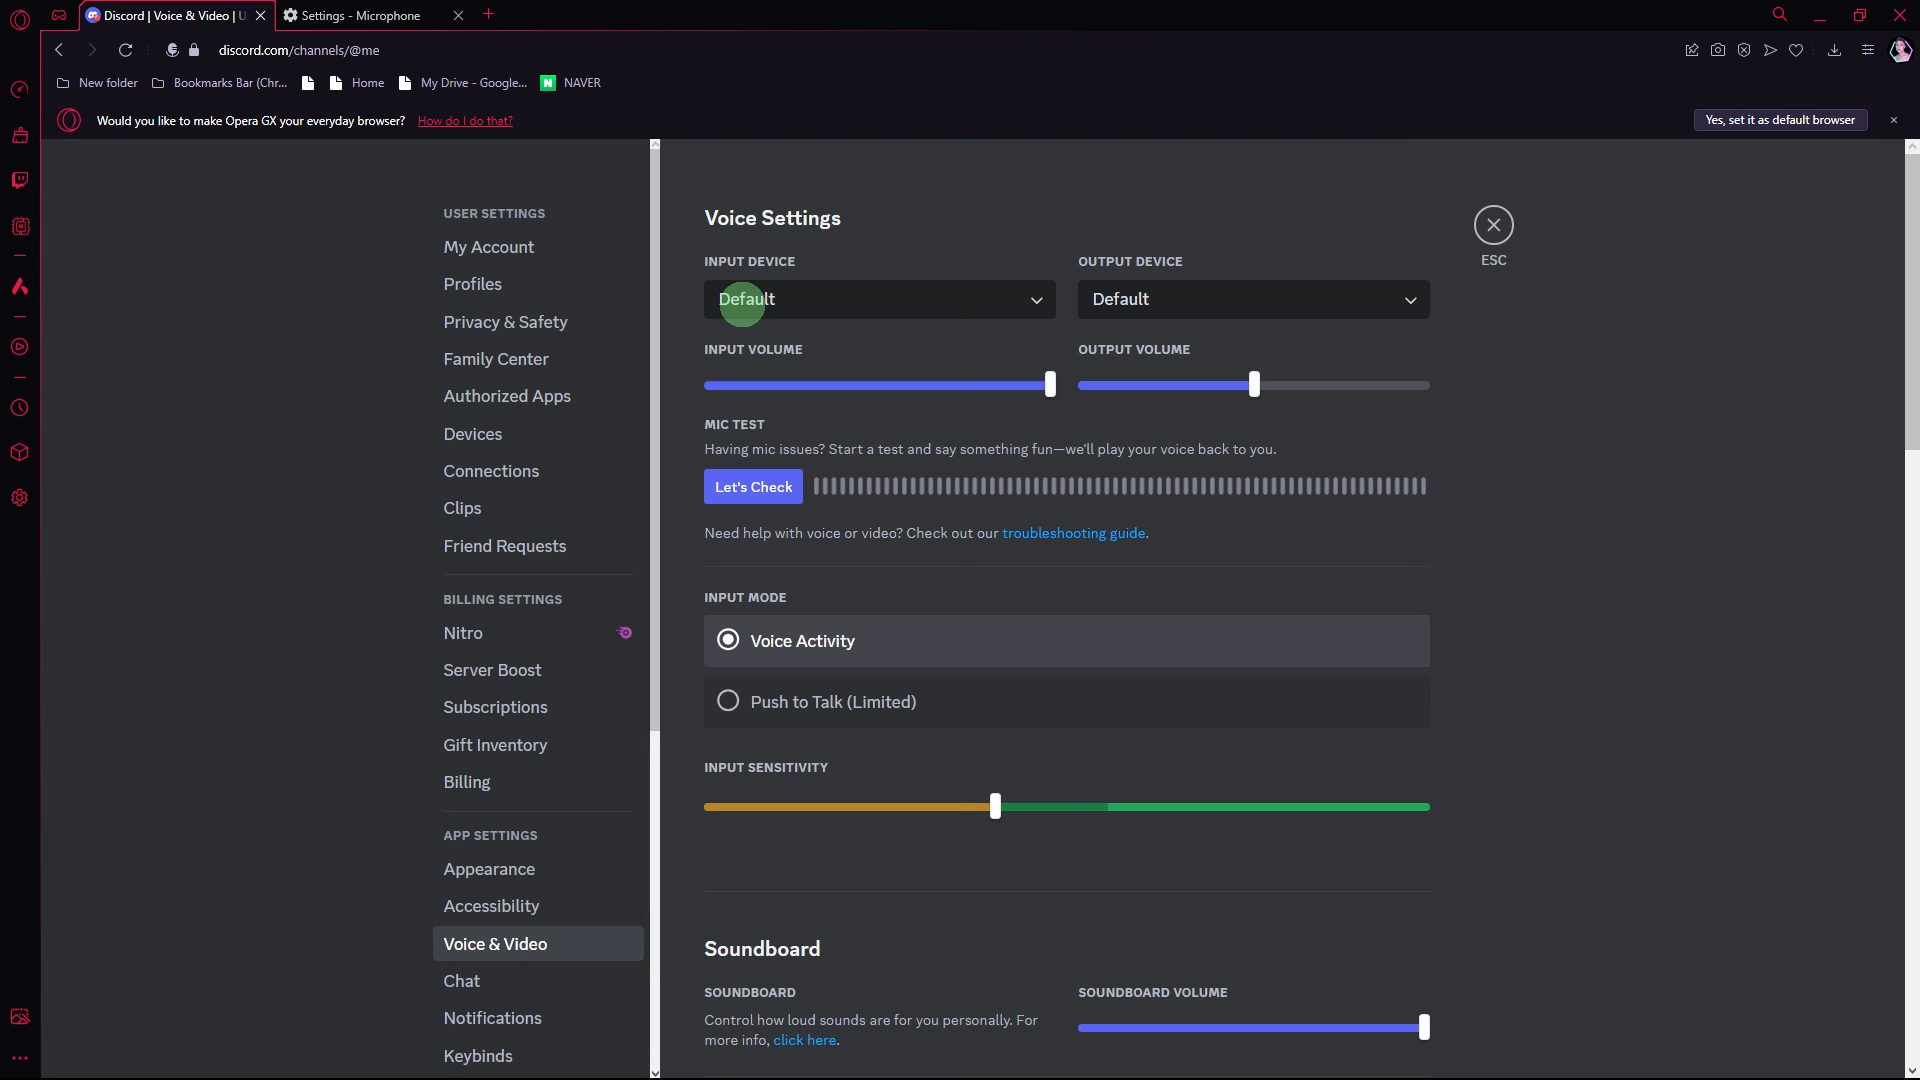 Discord | Voice & Video | U
Settings - Microphone
discord.com/channels/@me
New folder
Bookmarks Bar (Chr...
Home
My Drive - Google...
N NAVER
Would you like to make Opera GX your everyday browser? How do I do that?
Yes, set it as default browser
USER SETTINGS
My Account
Profiles
Privacy & Safety
Family Center
Authorized Apps
Devices
Connections
Clips
Friend Requests
BILLING SETTINGS
Nitro
Server Boost
Subscriptions
Gift Inventory
Billing
APP SETTINGS
Appearance
Accessibility
Voice & Video
Chat
Notifications
Keybinds
Voice Settings
ESC
INPUT DEVICE
OUTPUT DEVICE
Default
Default
INPUT VOLUME
OUTPUT VOLUME
MIC TEST
Having mic issues? Start a test and say something fun—we'll play your voice back to you.
Let's Check
Need help with voice or video? Check out our troubleshooting guide.
INPUT MODE
Voice Activity
Push to Talk (Limited)
INPUT SENSITIVITY
Soundboard
SOUNDBOARD
SOUNDBOARD VOLUME
Control how loud sounds are for you personally. For
more info, click here.